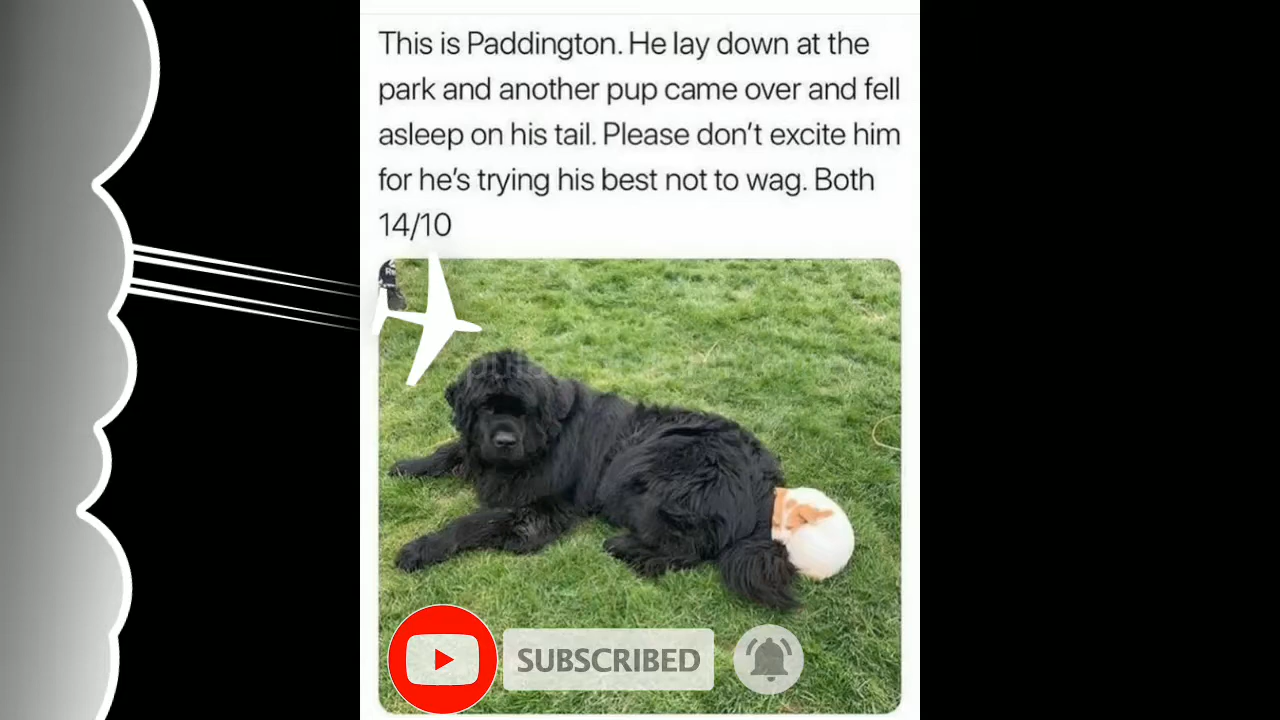 This is Paddington. He lay down at the
park and another pup came over and fell
asleep on his tail. Please don't excite him
for he's trying his best not to wag. Both
14/10
SUBSCRIBED